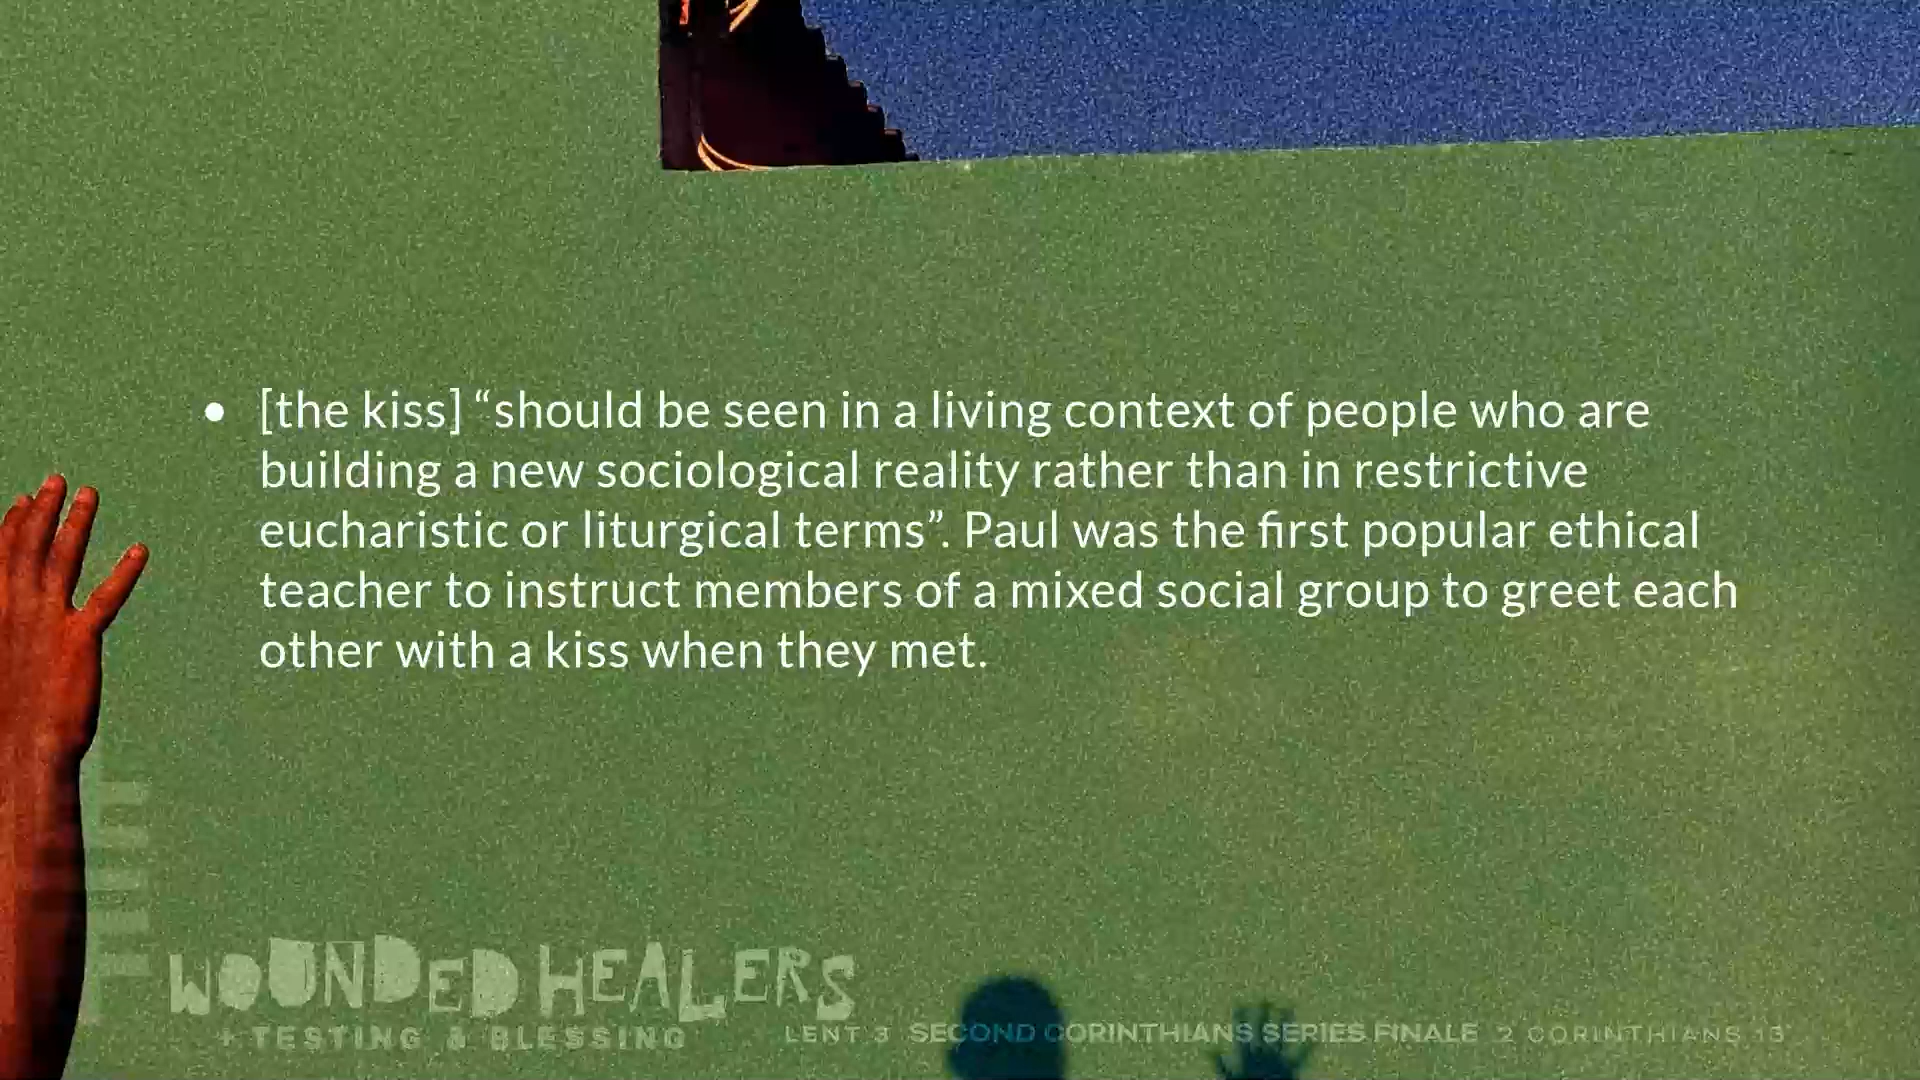 • [the kiss] “should be seen in a living context of people who are
building a new sociological reality rather than in restrictive
eucharistic or liturgical terms”. Paul was the first popular ethical
teacher to instruct members of a mixed social group to greet each
other with a kiss when they met.
WOUNDED HEALERS
+ TESTING & BLESSING
LENT 3 SECOND CORINTHIANS SERIES FINALE 2 CORINTHIANS 13